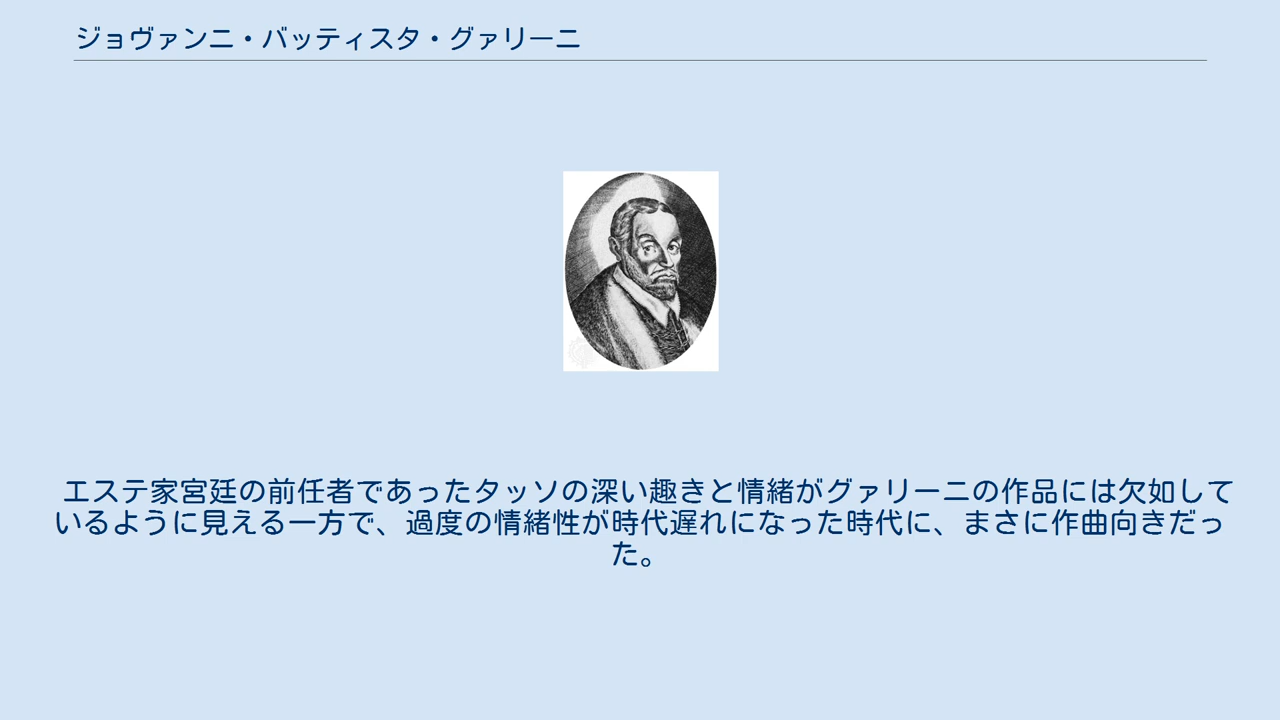 ジョヴァンニ・バッティスタ・グァリーニ
エステ家宮廷の前任者であったタッソの深い趣きと情緒がグァリーニの作品には欠如して
いるように見える一方で、過度の情緒性が時代遅れになった時代に、まさに作曲向きだっ
た。